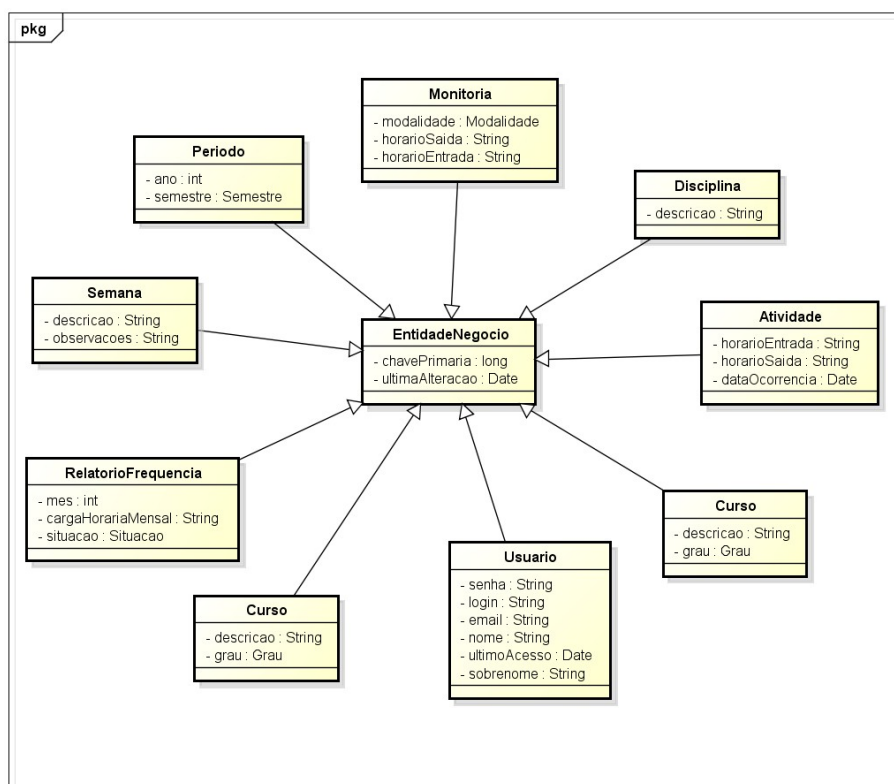 pkg
Monitoria
- modalidade : Modalidade
- horarioSaida : String
- horarioEntrada : String
Periodo
- ano : int
- semestre : Semestre
Disciplina
- descricao : String
Semana
- descricao : String
- observacoes : String
EntidadeNegocio
- chavePrimaria : long
- ultimaAlteracao : Date
Atividade
- horarioEntrada : String
- horarioSaida : String
- dataOcorrencia : Date
RelatorioFrequencia
- mes : int
- cargaHorariaMensal : String
- situacao : Situacao
Curso
- descricao : String
- grau : Grau
Usuario
- senha : String
- login : String
- email : String
- nome : String
- ultimoAcesso : Date
- sobrenome : String
Curso
- descricao : String
- grau : Grau